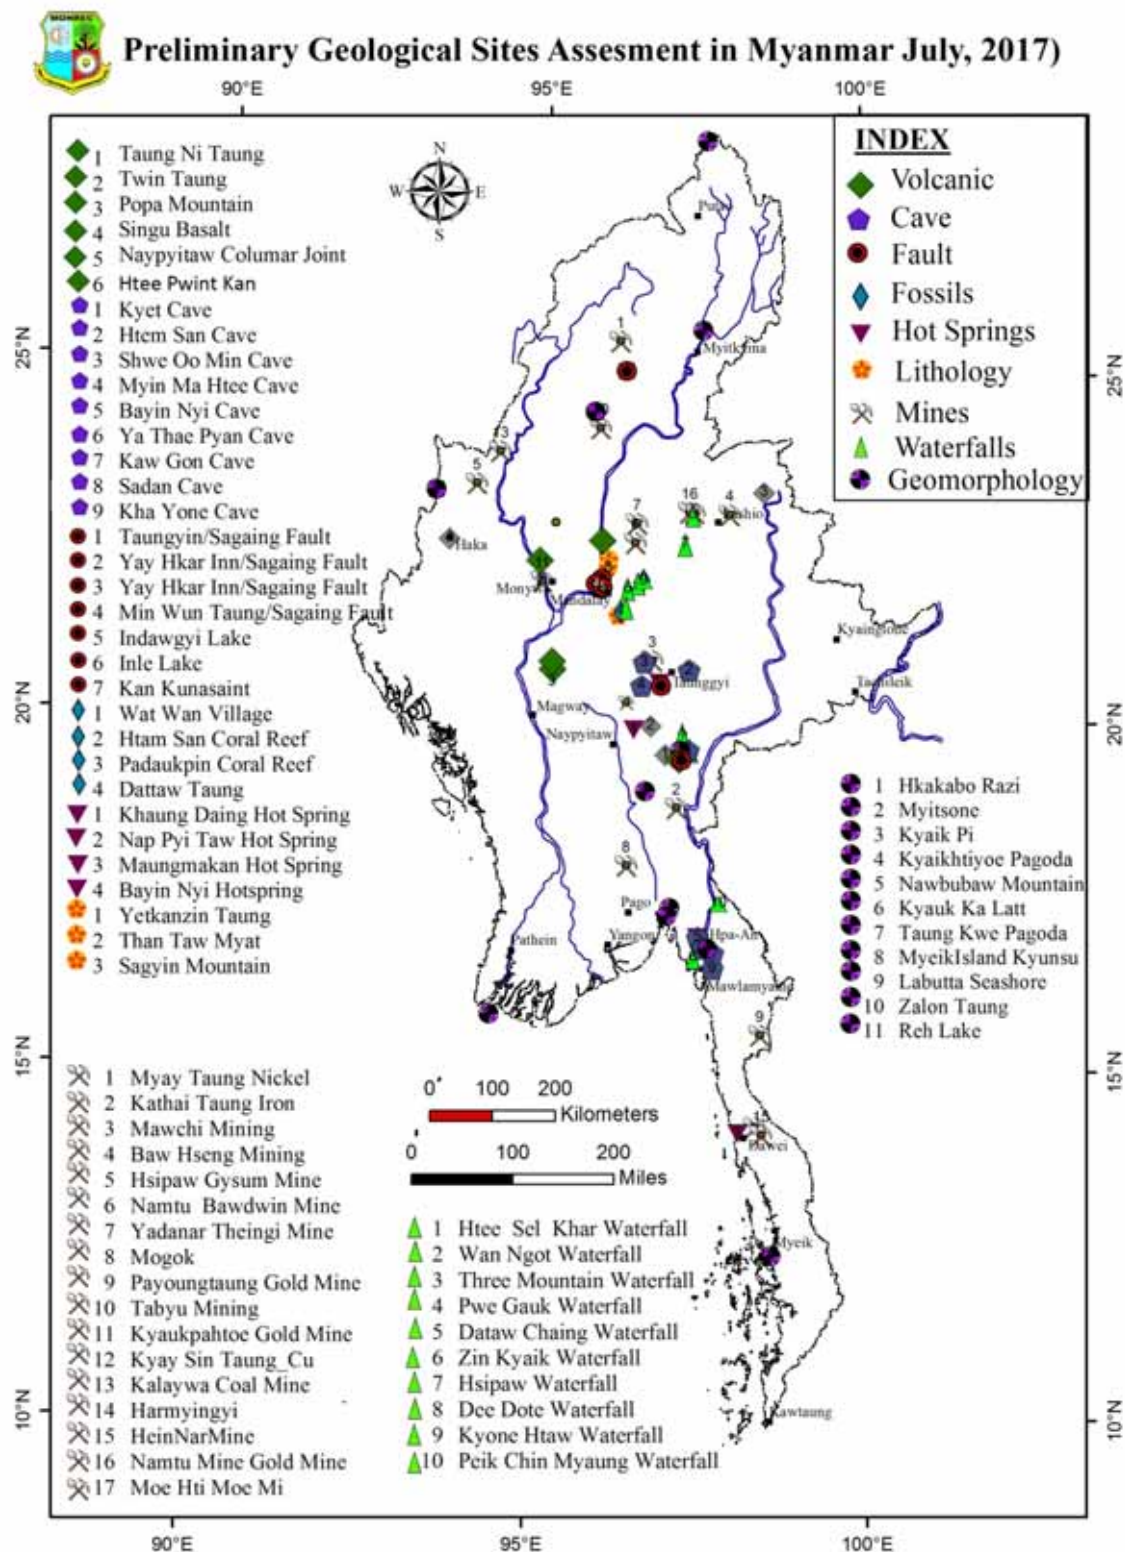 Preliminary Geological Sites Assesment in Myanmar July, 2017)
90°E
95°E
100°E
1 Taung Ni Taung
2 Twin Taung
3 Popa Mountain
4 Singu Basalt
5 Naypyitaw Columar Joint
6 Htee Pwint Kan
1 Kyet Cave
2 Htem San Cave
3 Shwe Oo Min Cave
4 Myin Ma Htee Cave
5 Bayin Nyi Cave
6 Ya Thae Pyan Cave
7 Kaw Gon Cave
8 Sadan Cave
9 Kha Yone Cave
1 Taungyin/Sagaing Fault
2 Yay Hkar Inn/Sagaing Fault
3 Yay Hkar Inn/Sagaing Fault
4 Min Wun Taung/Sagaing Fault
5 Indawgyi Lake
6 Inle Lake
7 Kan Kunasaint
1 Wat Wan Village
2 Htam San Coral Reef
3 Padaukpin Coral Reef
4 Dattaw Taung
1 Khaung Daing Hot Spring
2 Nap Pyi Taw Hot Spring
3 Maungmakan Hot Spring
4 Bayin Nyi Hotspring
1 Yetkanzin Taung
2 Than Taw Myat
3 Sagyin Mountain
N
W E
S
INDEX
Volcanic
Cave
Fault
Fossils
Hot Springs
Lithology
Mines
Waterfalls
Geomorphology
25°N
20°N
15°N
10°N
25°N
20°N
15°N
10°N
1
Myitkyina
3
5
7
16
4
Haka
Mandalay
3
Kyaingtone
Taunggyi
Magway
Naypyitaw
2
8
Pago
Pathein
Yangon
Hpa-An
Mawlamyaing
9
15
Dawei
Myeik
Kawtaung
1 Hkakabo Razi
2 Myitsone
3 Kyaik Pi
4 Kyaikhtiyoe Pagoda
5 Nawbubaw Mountain
6 Kyauk Ka Latt
7 Taung Kwe Pagoda
8 MyeikIsland Kyunsu
9 Labutta Seashore
10 Zalon Taung
11 Reh Lake
1 Myay Taung Nickel
2 Kathai Taung Iron
3 Mawchi Mining
4 Baw Hseng Mining
5 Hsipaw Gysum Mine
6 Namtu Bawdwin Mine
7 Yadanar Theingi Mine
8 Mogok
9 Payoungtaung Gold Mine
10 Tabyu Mining
11 Kyaukpahtoe Gold Mine
12 Kyay Sin Taung_Cu
13 Kalaywa Coal Mine
14 Harmyingyi
15 HeinNarMine
16 Namtu Mine Gold Mine
17 Moe Hti Moe Mi
0 100 200
Kilometers
0 100 200
Miles
1 Htee Sel Khar Waterfall
2 Wan Ngot Waterfall
3 Three Mountain Waterfall
4 Pwe Gauk Waterfall
5 Dataw Chaing Waterfall
6 Zin Kyaik Waterfall
7 Hsipaw Waterfall
8 Dee Dote Waterfall
9 Kyone Htaw Waterfall
10 Peik Chin Myaung Waterfall
90°E
95°E
100°E